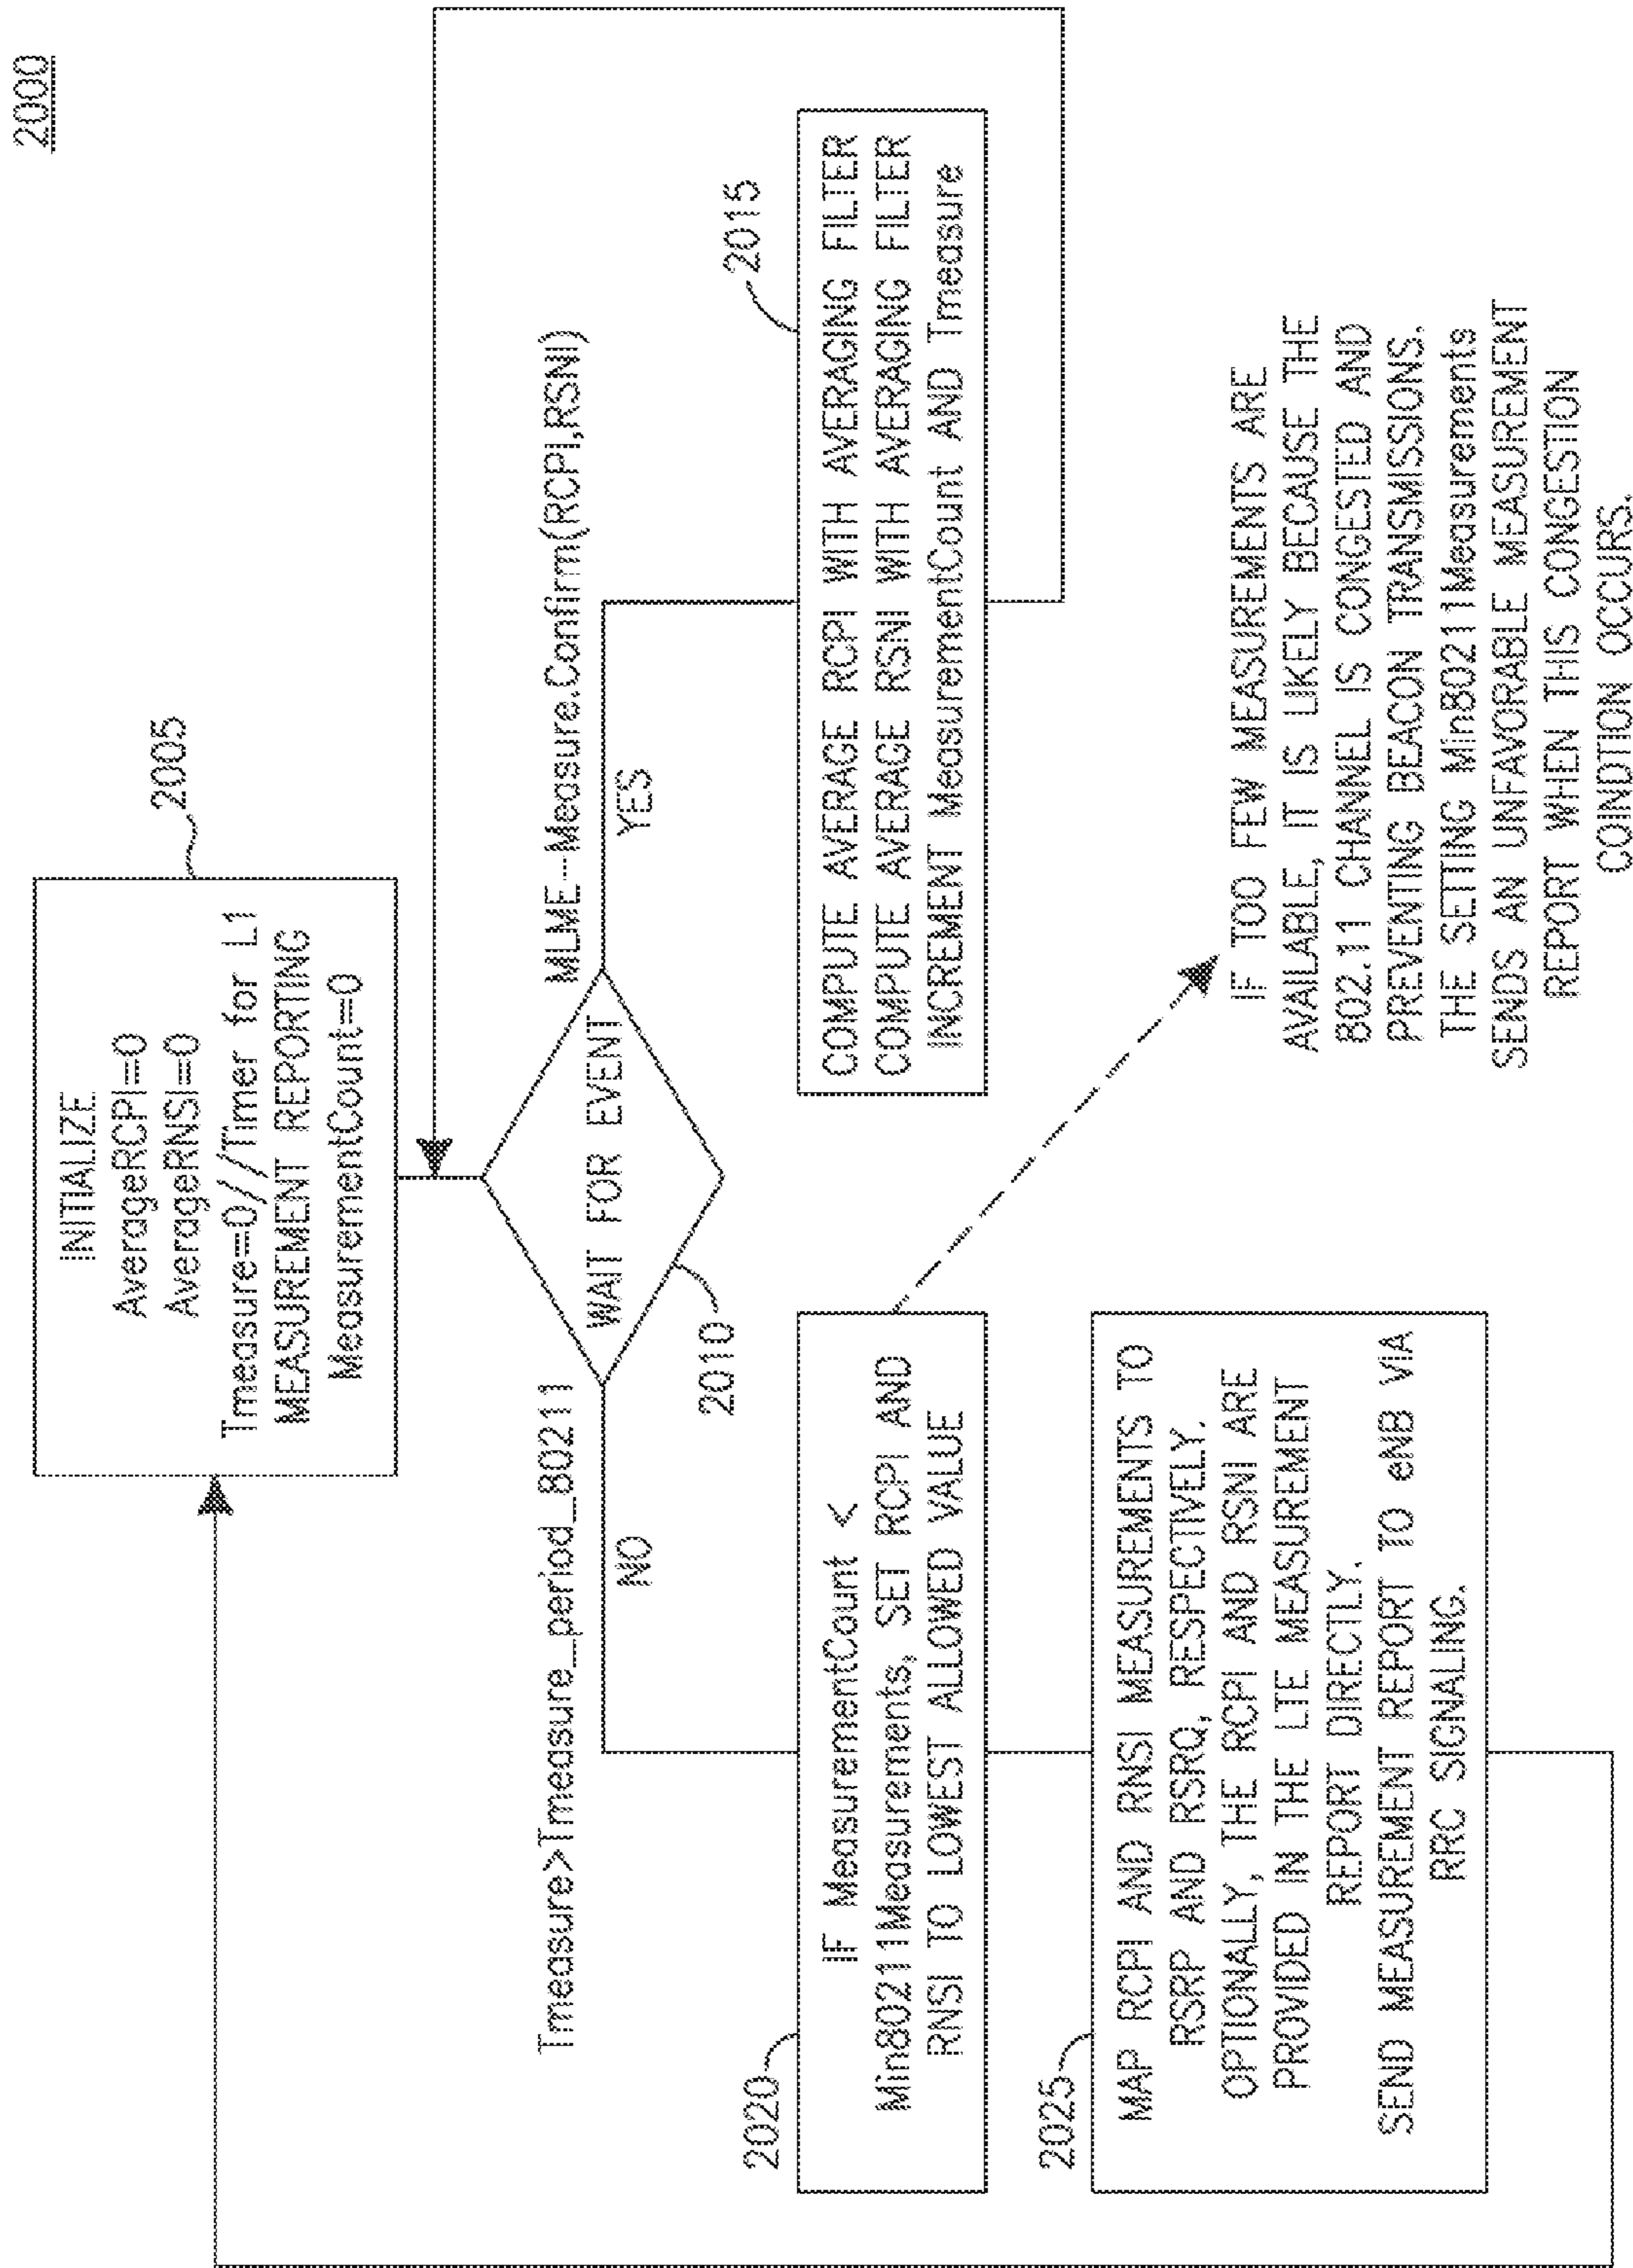 2000
INITIALIZE
AverageRCPI=0
AverageRNSI=0
Tmeasure=0//Timer for L1
MEASUREMENT REPORTING
MeasurementCount=0
2005
WAIT FOR EVENT
2010
MLME-Measure.Confirm(RCPI,RSNI)
YES
COMPUTE AVERAGE RCPI WITH AVERAGING FILTER
COMPUTE AVERAGE RSNI WITH AVERAGING FILTER
INCREMENT MeasurementCount AND Tmeasure
2015
Tmeasure>Tmeasure_period_80211
NO
2020
IF MeasurementCount <
Min80211Measurements, SET RCPI AND
RNSI TO LOWEST ALLOWED VALUE
2025
MAP RCPI AND RNSI MEASUREMENTS TO
RSRP AND RSRQ, RESPECTIVELY.
OPTIONALLY, THE RCPI AND RSNI ARE
PROVIDED IN THE LTE MEASUREMENT
REPORT DIRECTLY.
SEND MEASUREMENT REPORT TO eNB VIA
RRC SIGNALING.
IF TOO FEW MEASUREMENTS ARE
AVAILABLE, IT IS LIKELY BECAUSE THE
802.11 CHANNEL IS CONGESTED AND
PREVENTING BEACON TRANSMISSIONS.
THE SETTING Min80211Measurements
SENDS AN UNFAVORABLE MEASUREMENT
REPORT WHEN THIS CONGESTION
COINDTION OCCURS.